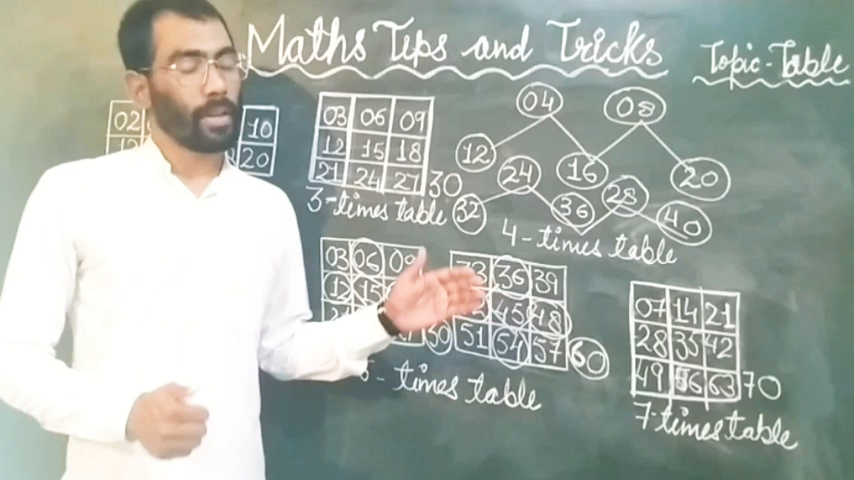 Maths Tips and Tricks
Topic-Table
02 10
12 20
03 06 09
12 15 18
21 24 27 30
3-times table
04 08
12 16 20
24 28
32 36 40
4-times table
03 06 09
12 15
30
33 36 39
45 48
51 54 57 60
6-times table
07 14 21
28 35 42
49 56 63 70
7-times table